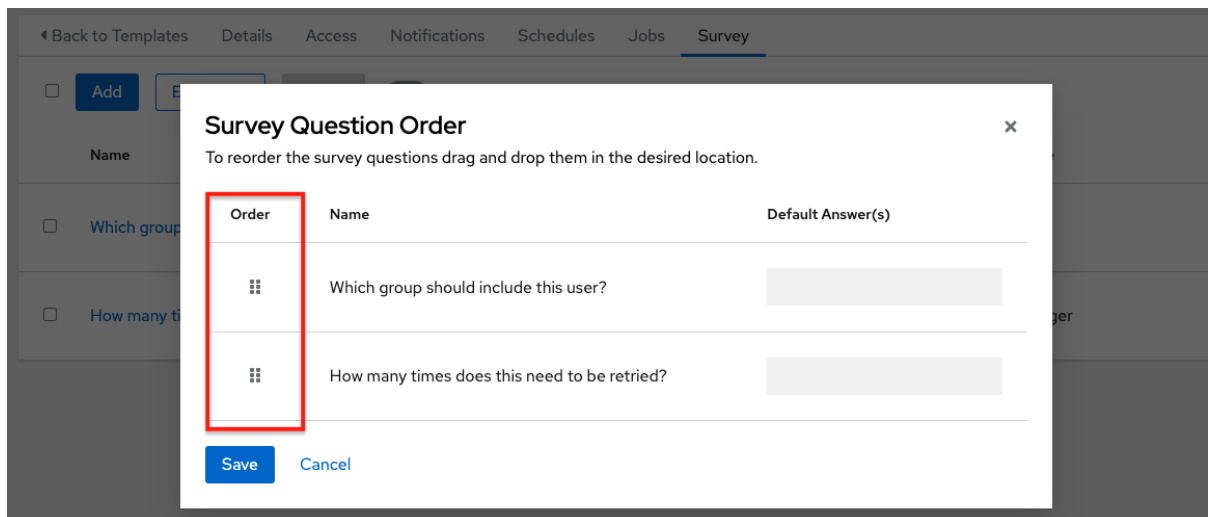 Back to Templates Details Access Notifications Schedules Jobs Survey
Add
Survey Question Order
To reorder the survey questions drag and drop them in the desired location.
Name
Order Name Default Answer(s)
Which group
Which group should include this user?
How many
How many times does this need to be retried?
Save Cancel